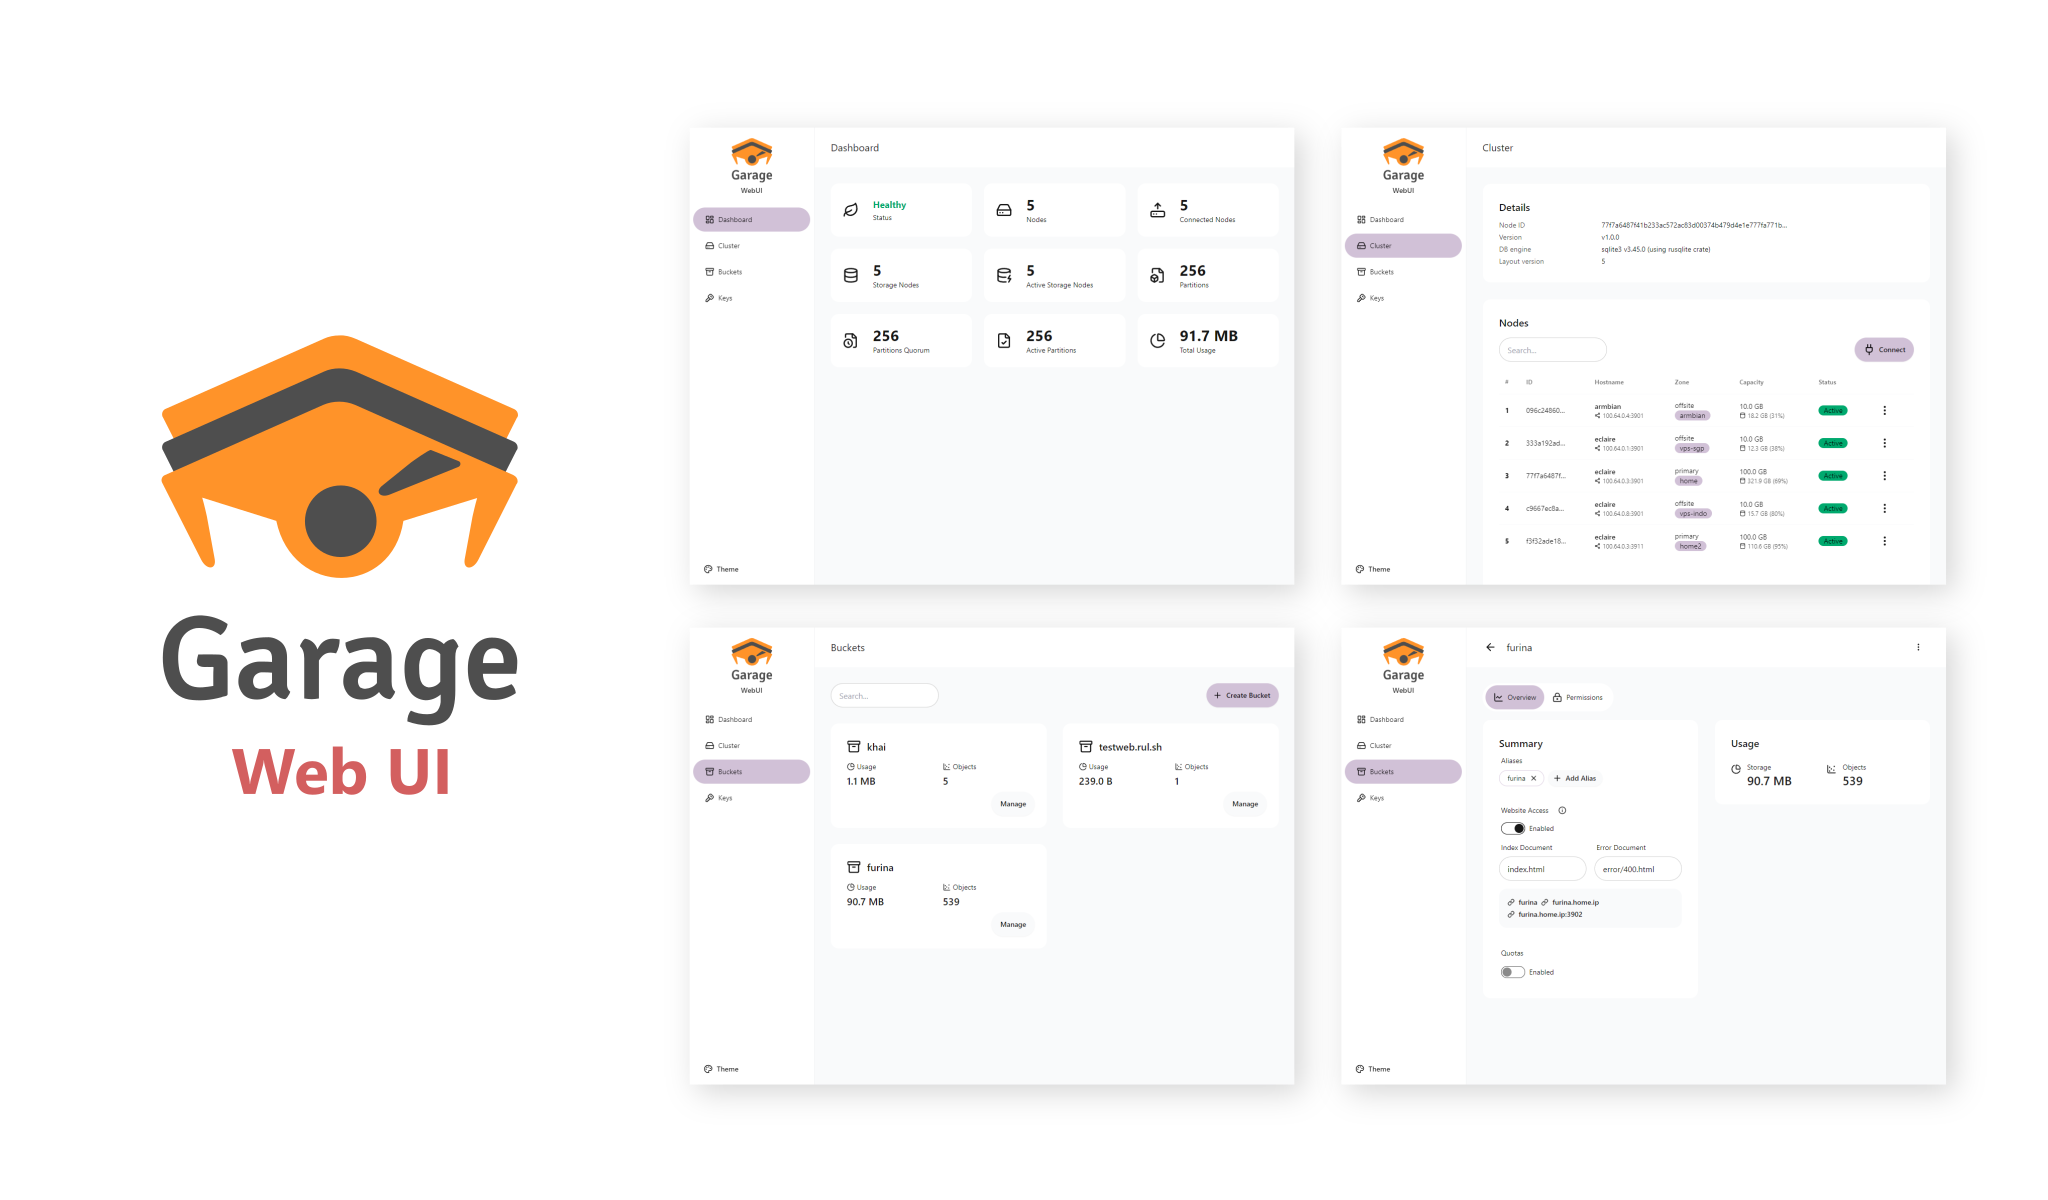 Garage
Web UI
Garage
WebUI
Dashboard
Cluster
Buckets
Keys
Theme
Dashboard
Healthy
Status
5
Nodes
5
Connected Nodes
5
Storage Nodes
5
Active Storage Nodes
256
Partitions
256
Partitions Quorum
256
Active Partitions
91.7 MB
Total Usage
Garage
WebUI
Dashboard
Cluster
Buckets
Keys
Theme
Cluster
Details
Node ID 77f7a6487f41b233ac572ac83d00374b479d4e1e777fa771b...
Version v1.0.0
DB engine sqlite3 v3.45.0 (using rusqlite crate)
Layout version 5
Nodes
Search...
Connect
# ID Hostname Zone Capacity Status
1 096c24860... armbian 100.64.0.4:3901 offsite armbian 10.0 GB 18.2 GB (31%) Active
2 333a192ad... eclaire 100.64.0.1:3901 offsite vps-sgp 10.0 GB 12.3 GB (38%) Active
3 77f7a6487f... eclaire 100.64.0.3:3901 primary home 100.0 GB 321.9 GB (69%) Active
4 c9667ec8a... eclaire 100.64.0.8:3901 offsite vps-indo 10.0 GB 15.7 GB (80%) Active
5 f3f32ade18... eclaire 100.64.0.3:3911 primary home2 100.0 GB 110.6 GB (95%) Active
Garage
WebUI
Dashboard
Cluster
Buckets
Keys
Theme
Buckets
Search...
+ Create Bucket
khai
Usage Objects
1.1 MB 5
Manage
testweb.rul.sh
Usage Objects
239.0 B 1
Manage
furina
Usage Objects
90.7 MB 539
Manage
Garage
WebUI
Dashboard
Cluster
Buckets
Keys
Theme
furina
Overview Permissions
Summary
Aliases
furina + Add Alias
Website Access
Enabled
Index Document Error Document
index.html error/400.html
furina furina.home.ip
furina.home.ip:3902
Quotas
Enabled
Usage
Storage Objects
90.7 MB 539